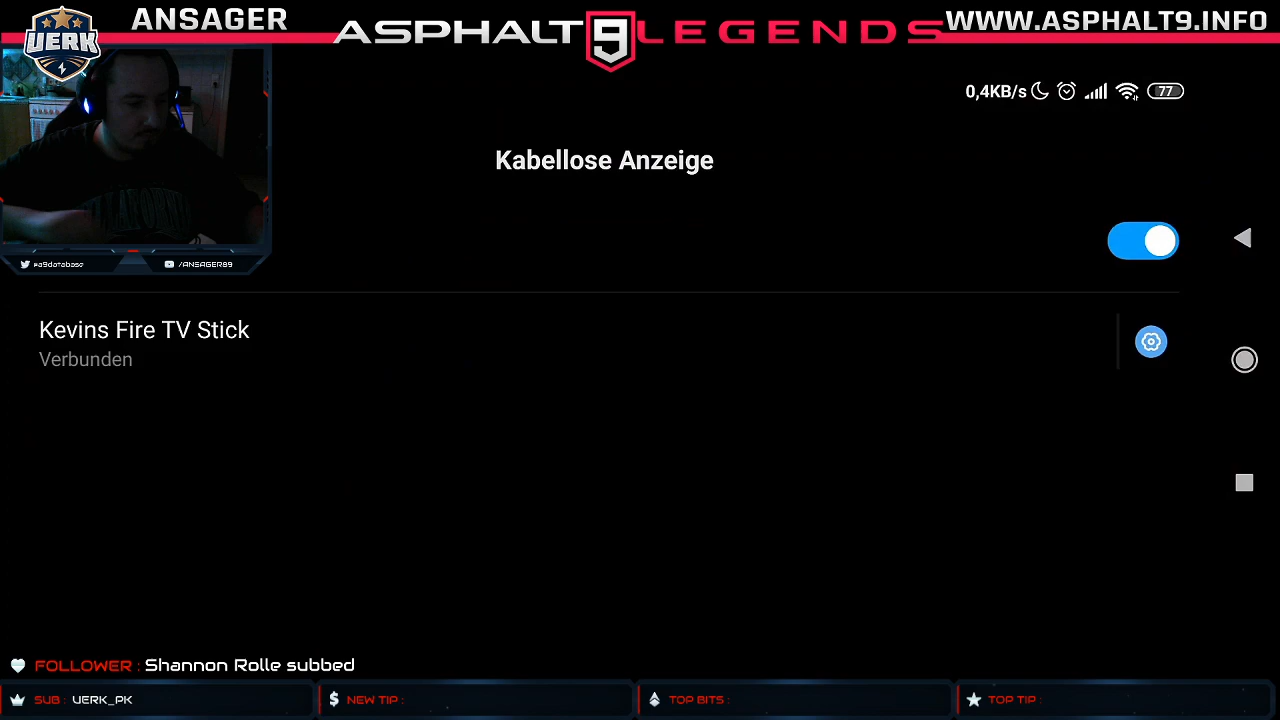 ANSAGER
ASPHALT 9 LEGENDS
WWW.ASPHALT9.INFO
UERK
0,4KB/s
77
Kabellose Anzeige
#a9database
/ANSAGER89
Kevins Fire TV Stick
Verbunden
FOLLOWER : Shannon Rolle subbed
SUB : UERK_PK
NEW TIP :
TOP BITS :
TOP TIP :